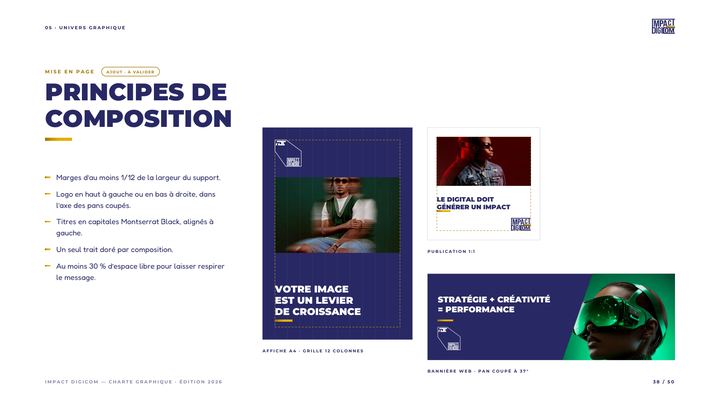 05 · UNIVERS GRAPHIQUE
IMPACT
DIGICOM
MISE EN PAGE
AJOUT · À VALIDER
PRINCIPES DE
COMPOSITION
Marges d'au moins 1/12 de la largeur du support.
Logo en haut à gauche ou en bas à droite, dans
l'axe des pans coupés.
Titres en capitales Montserrat Black, alignés à
gauche.
Un seul trait doré par composition.
Au moins 30 % d'espace libre pour laisser respirer
le message.
IMPACT
DIGICOM
VOTRE IMAGE
EST UN LEVIER
DE CROISSANCE
AFFICHE A4 · GRILLE 12 COLONNES
LE DIGITAL DOIT
GÉNÉRER UN IMPACT
IMPACT
DIGICOM
PUBLICATION 1:1
STRATÉGIE + CRÉATIVITÉ
= PERFORMANCE
IMPACT
DIGICOM
BANNIÈRE WEB · PAN COUPÉ À 37°
IMPACT DIGICOM — CHARTE GRAPHIQUE · ÉDITION 2026
38 / 50